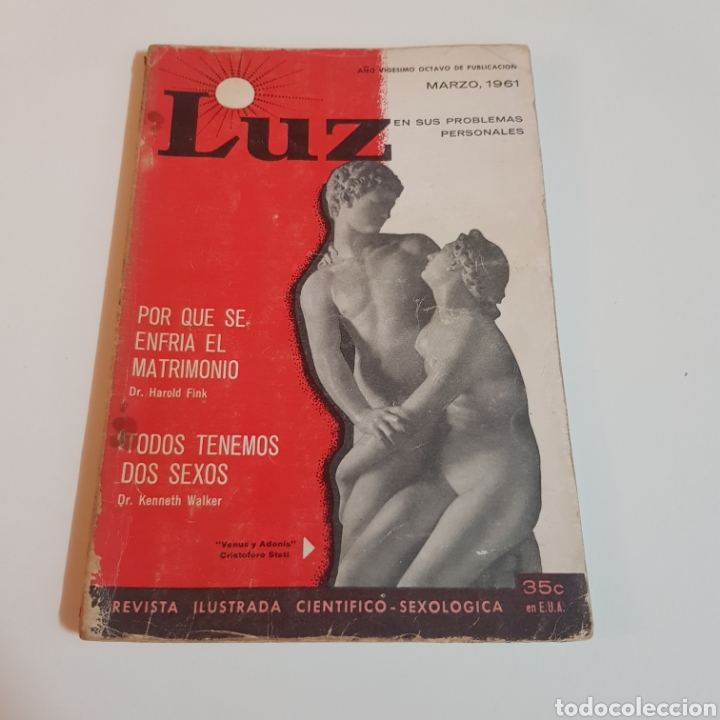 AÑO VIGESIMO OCTAVO DE PUBLICACION
MARZO, 1961
Luz
EN SUS PROBLEMAS
PERSONALES
POR QUE SE
ENFRIA EL
MATRIMONIO
Dr. Harold Fink
TODOS TENEMOS
DOS SEXOS
Dr. Kenneth Walker
"Venus y Adonis"
Cristoforo Stati
35c
en E.U.A.
REVISTA ILUSTRADA CIENTIFICO-SEXOLOGICA
todocoleccion